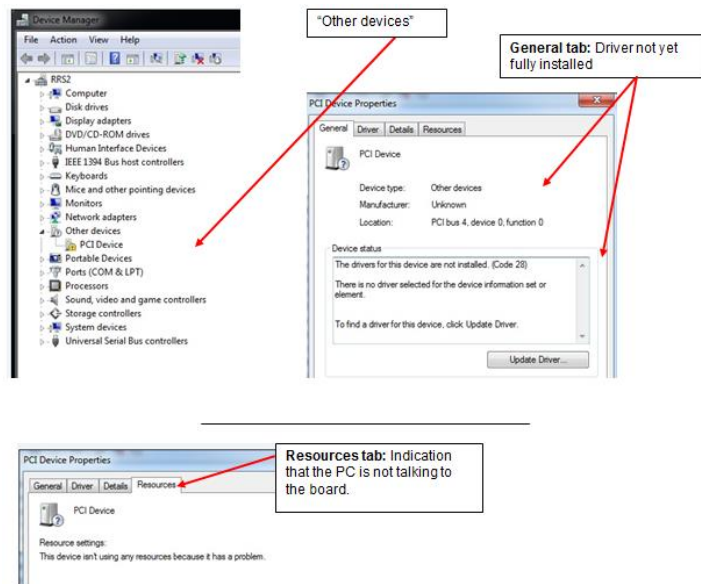 Device Manager
File Action View Help
RRS2
Computer
Disk drives
Display adapters
DVD/CD-ROM drives
Human Interface Devices
IEEE 1394 Bus host controllers
Keyboards
Mice and other pointing devices
Monitors
Network adapters
Other devices
PCI Device
Portable Devices
Ports (COM & LPT)
Processors
Sound, video and game controllers
Storage controllers
System devices
Universal Serial Bus controllers
“Other devices”
General tab: Driver not yet
fully installed
PCI Device Properties
General Driver Details Resources
PCI Device
Device type: Other devices
Manufacturer: Unknown
Location: PCI bus 4, device 0, function 0
Device status
The drivers for this device are not installed. (Code 28)
There is no driver selected for the device information set or
element.
To find a driver for this device, click Update Driver.
Update Driver...
Resources tab: Indication
that the PC is not talking to
the board.
PCI Device Properties
General Driver Details Resources
PCI Device
Resource settings:
This device isn't using any resources because it has a problem.